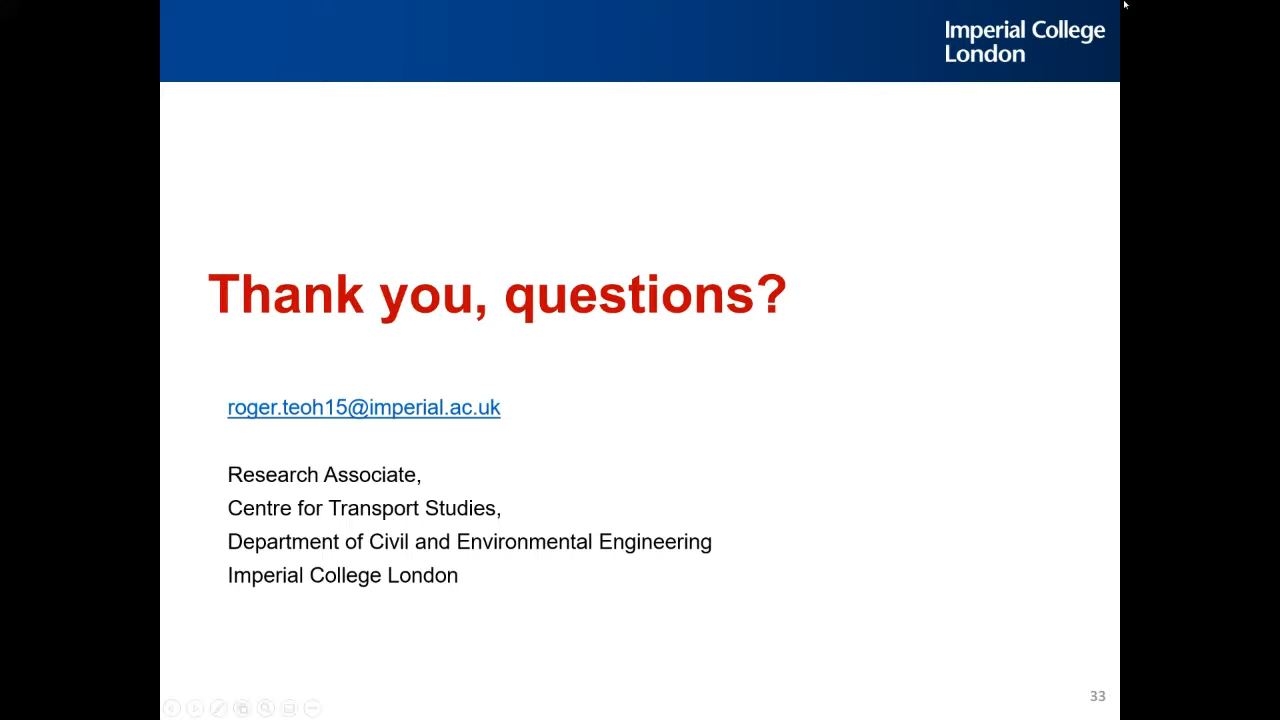 Imperial College
London
Thank you, questions?
roger.teoh15@imperial.ac.uk
Research Associate,
Centre for Transport Studies,
Department of Civil and Environmental Engineering
Imperial College London
33